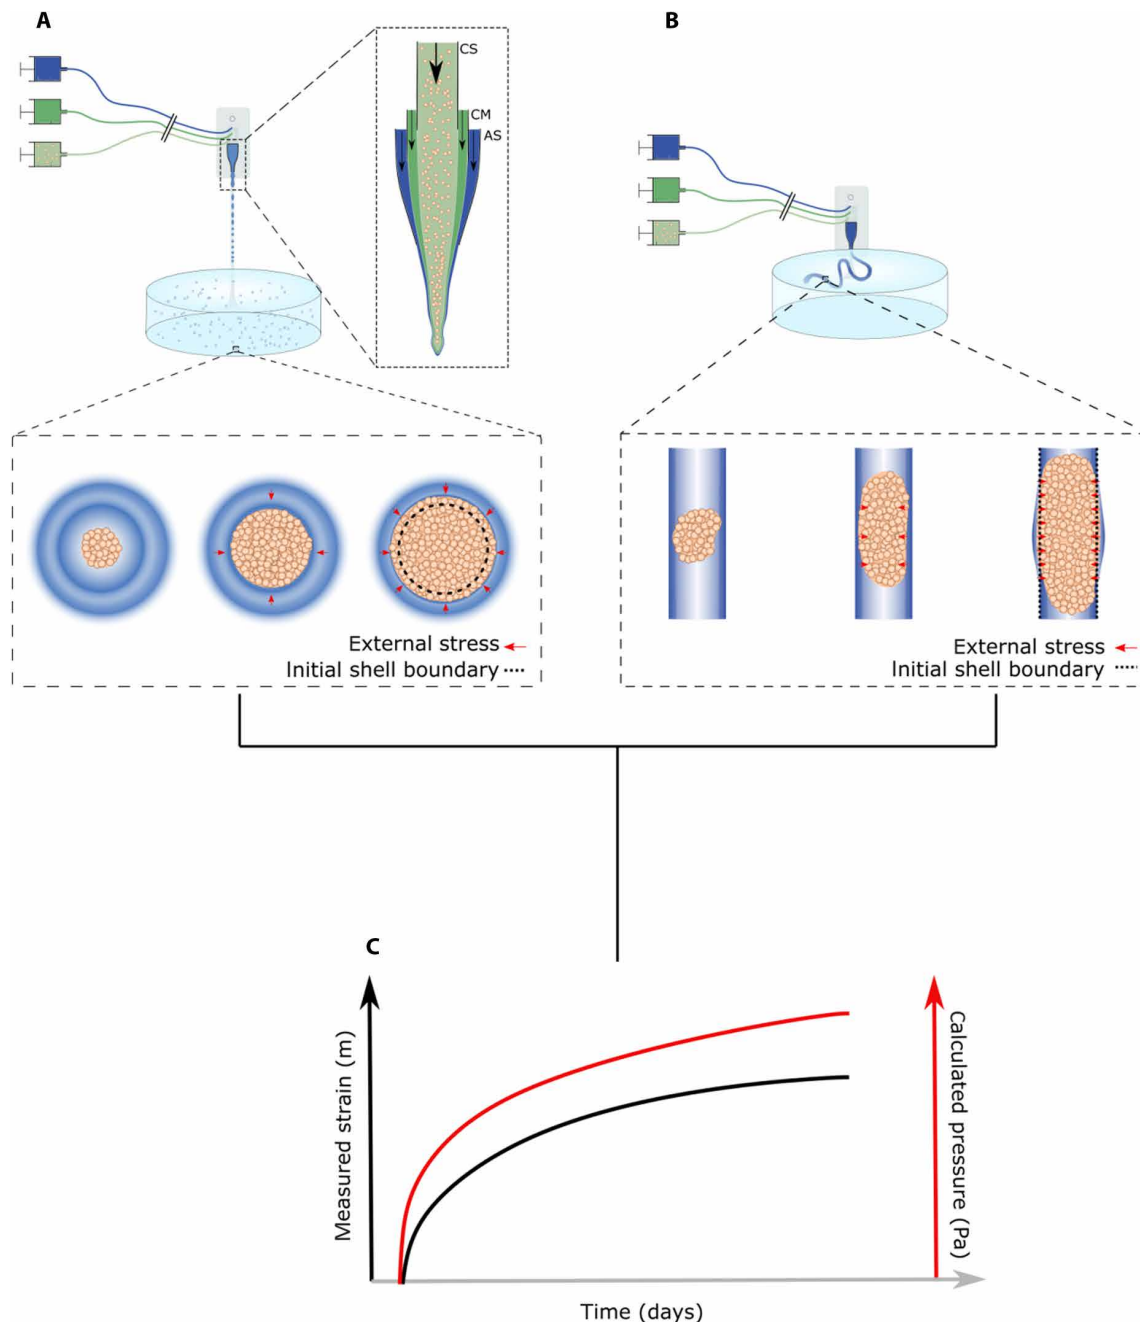 A
B
CS
CM
AS
External stress
Initial shell boundary
External stress
Initial shell boundary
C
Measured strain (m)
Calculated pressure (Pa)
Time (days)